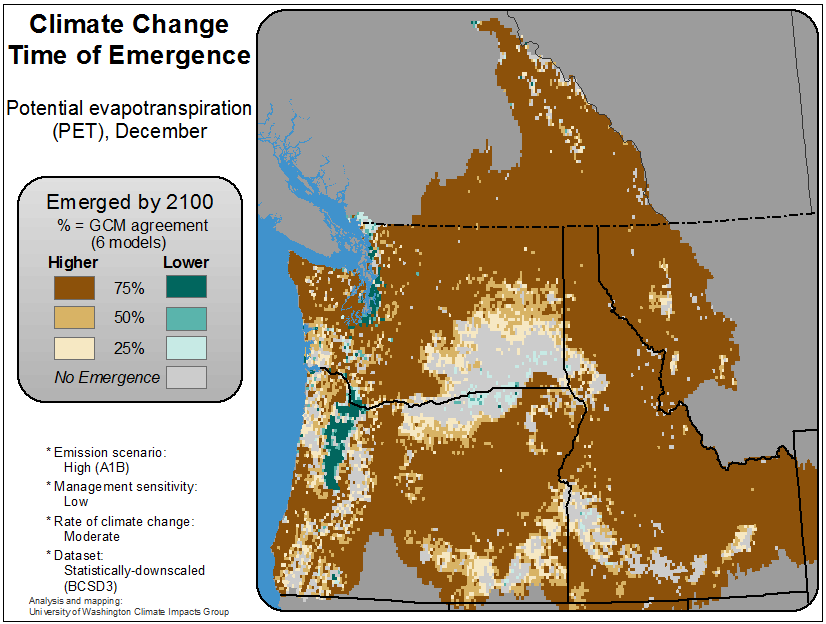 Climate Change
Time of Emergence
Potential evapotranspiration
(PET), December
Emerged by 2100
% = GCM agreement
(6 models)
Higher Lower
75%
50%
25%
No Emergence
* Emission scenario:
High (A1B)
* Management sensitivity:
Low
* Rate of climate change:
Moderate
* Dataset:
Statistically-downscaled
(BCSD3)
Analysis and mapping:
University of Washington Climate Impacts Group